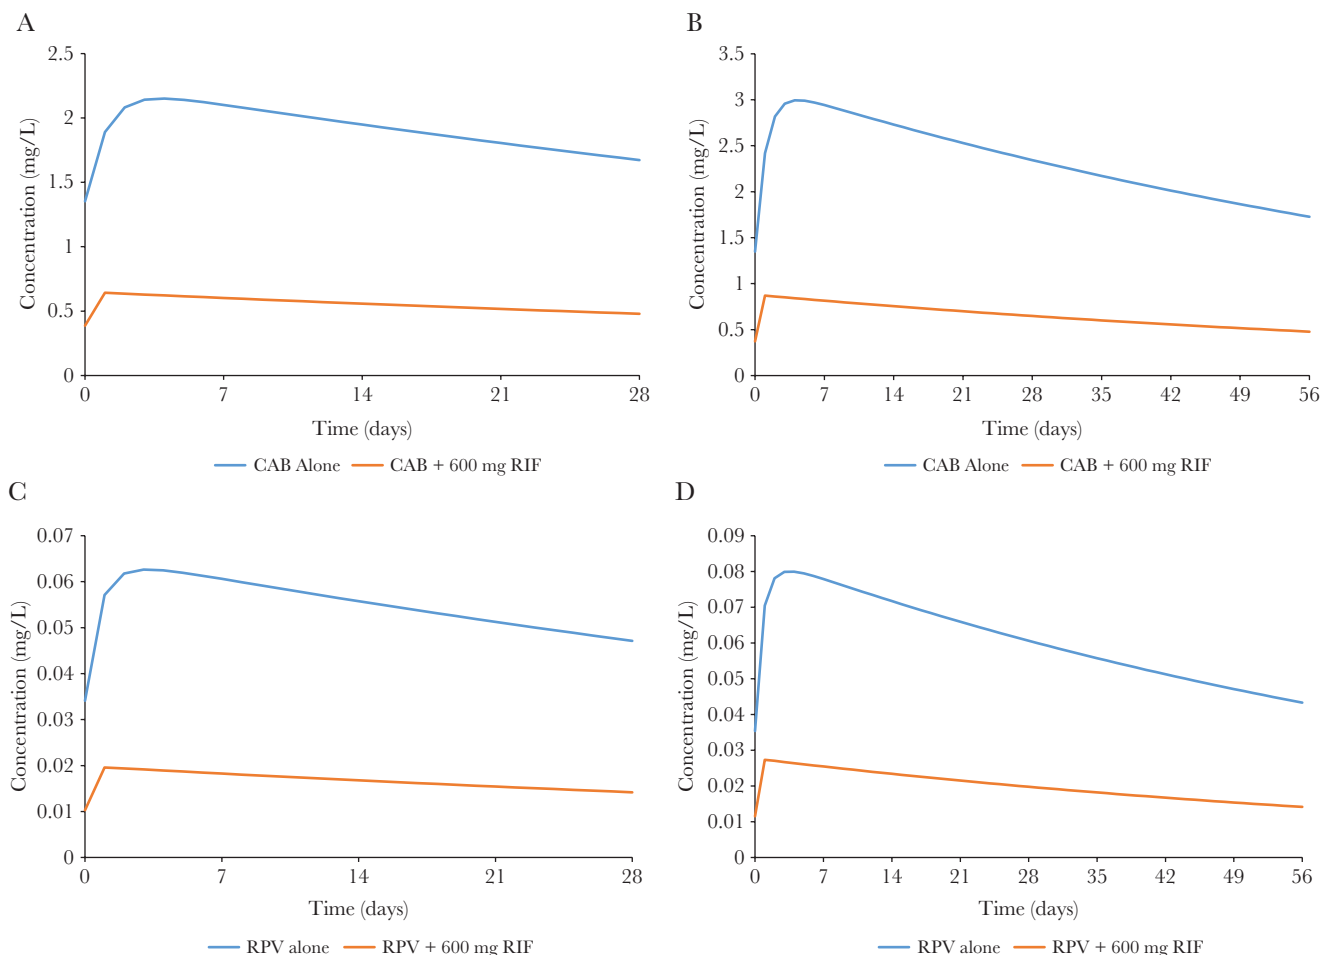 A
Concentration (mg/L)
2.5
2
1.5
1
0.5
0
0 7 14 21 28
Time (days)
CAB Alone CAB + 600 mg RIF
B
Concentration (mg/L)
3.5
3
2.5
2
1.5
1
0.5
0
0 7 14 21 28 35 42 49 56
Time (days)
CAB Alone CAB + 600 mg RIF
C
Concentration (mg/L)
0.07
0.06
0.05
0.04
0.03
0.02
0.01
0
0 7 14 21 28
Time (days)
RPV alone RPV + 600 mg RIF
D
Concentration (mg/L)
0.09
0.08
0.07
0.06
0.05
0.04
0.03
0.02
0.01
0
0 7 14 21 28 35 42 49 56
Time (days)
RPV alone RPV + 600 mg RIF